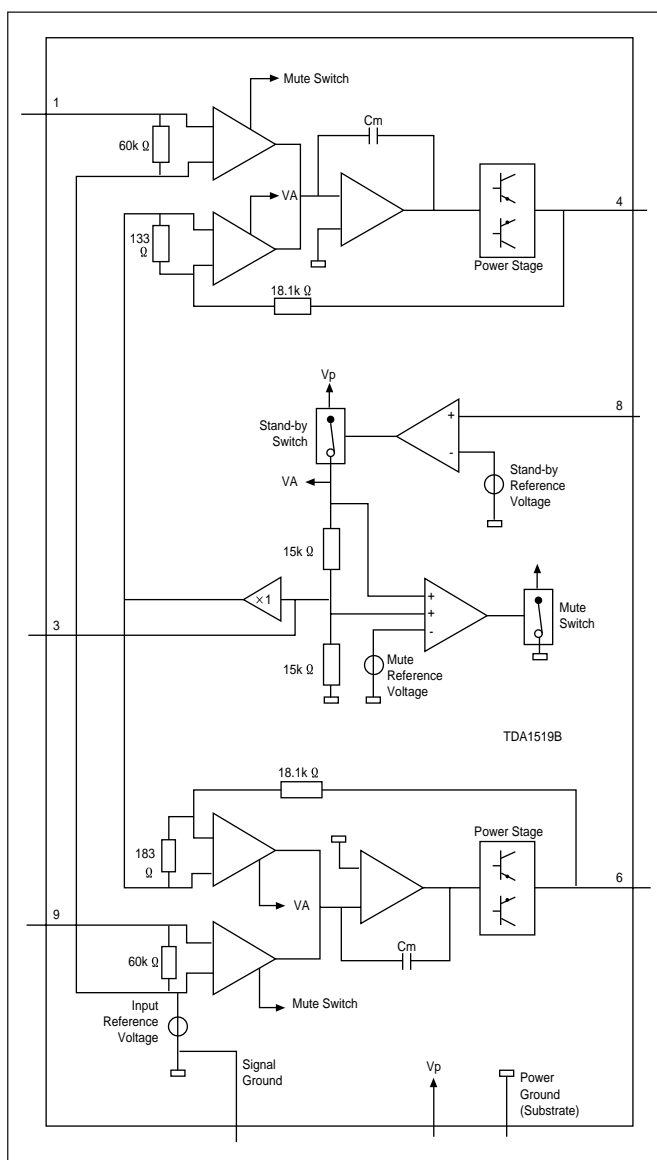 Mute Switch
1
60k Ω
Cm
VA
4
133
Ω
Power Stage
18.1k Ω
Vp
8
Stand-by
Switch
+
-
Stand-by
Reference
Voltage
VA
15k Ω
×1
+
+
-
Mute
Switch
3
15k Ω
Mute
Reference
Voltage
TDA1519B
18.1k Ω
Power Stage
183
Ω
VA
6
9
Cm
60k Ω
Mute Switch
Input
Reference
Voltage
Signal
Ground
Vp
Power
Ground
(Substrate)